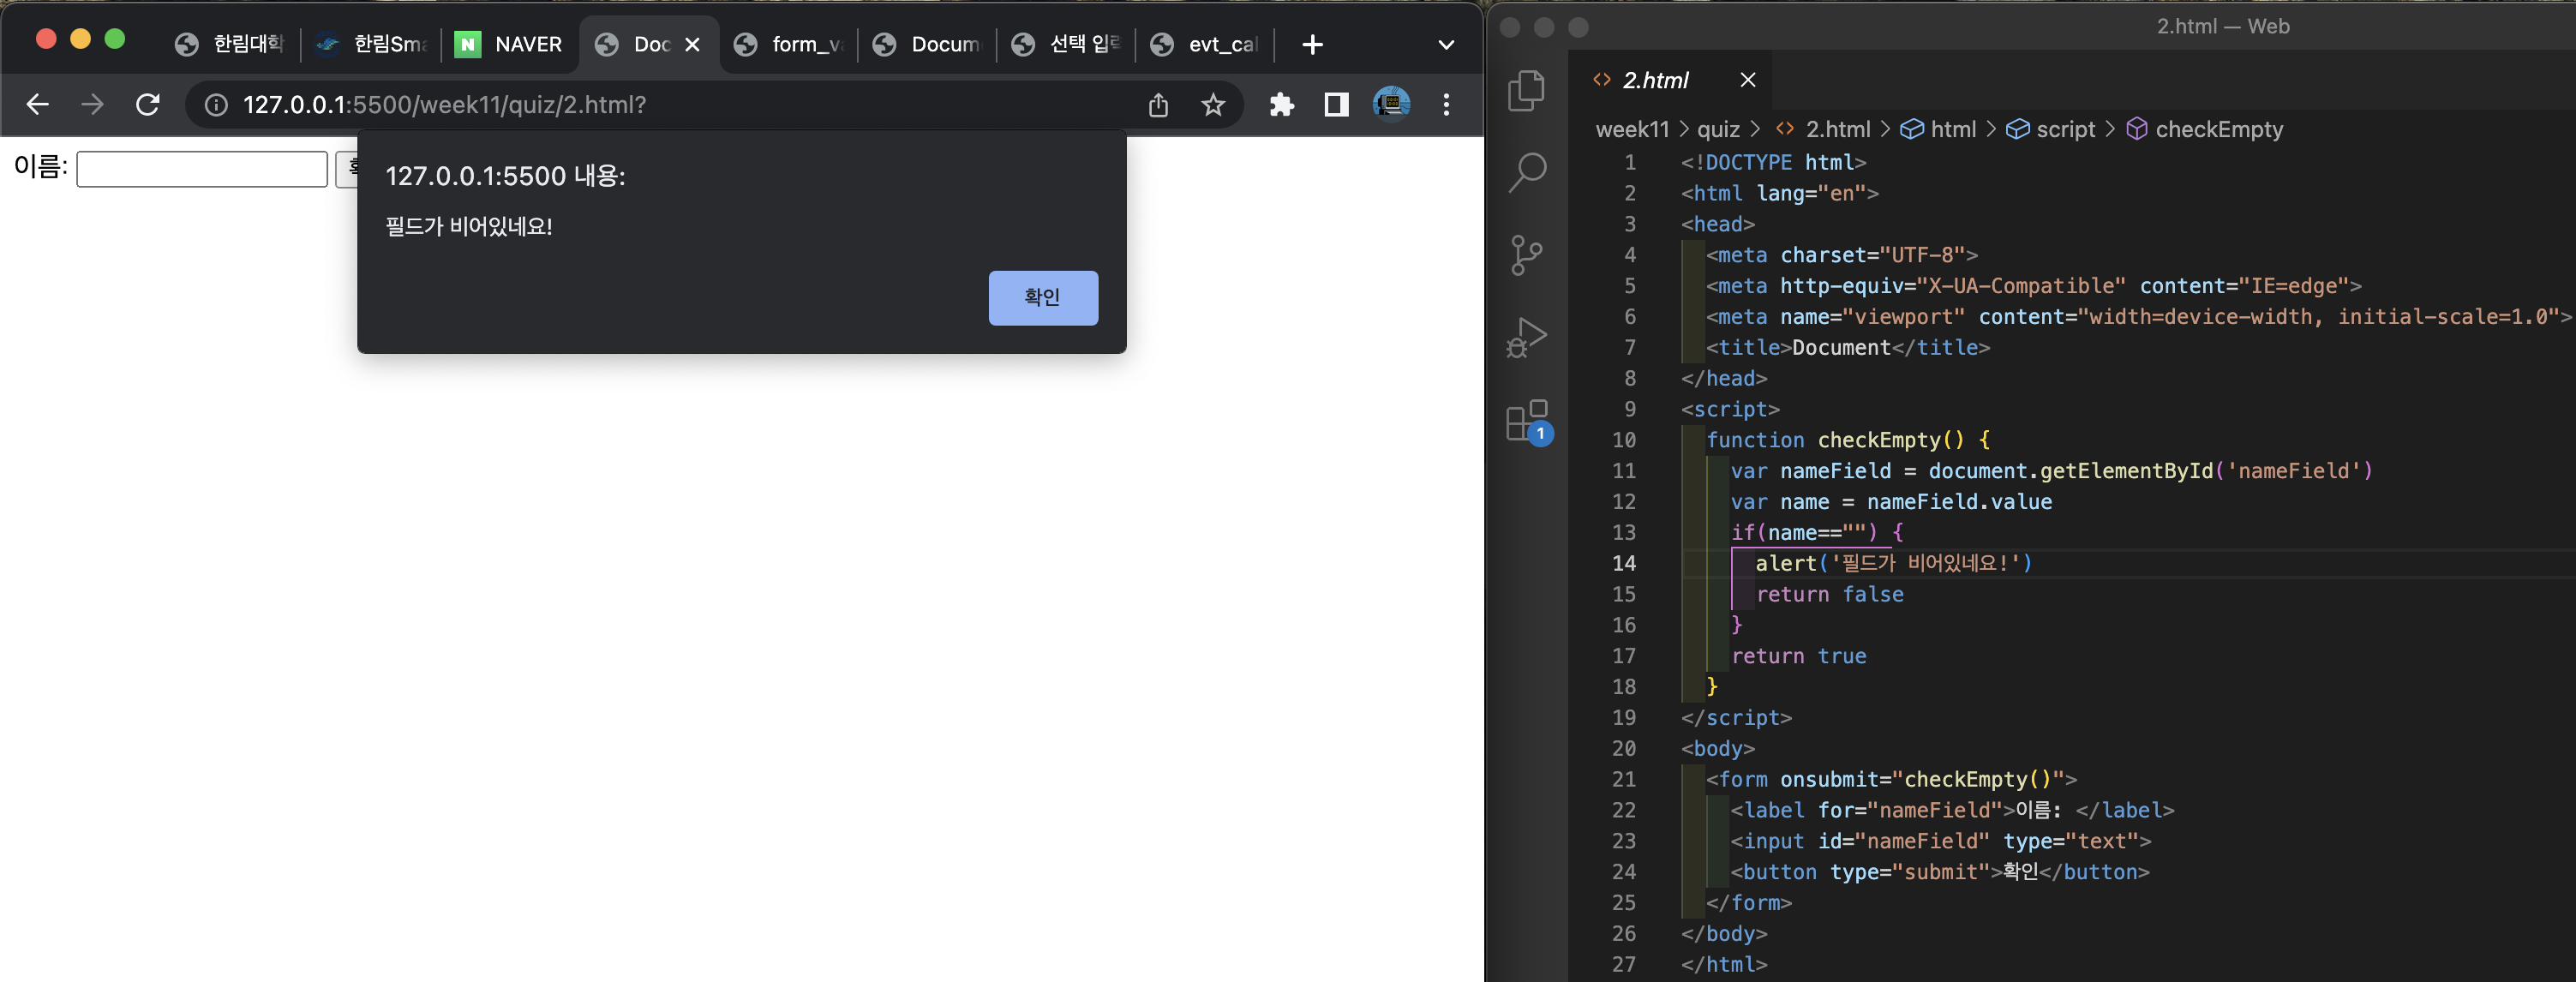 한림대학 한림Sma NAVER Doc form_va Docum 선택 입력 evt_cal
127.0.0.1:5500/week11/quiz/2.html?
이름:
127.0.0.1:5500 내용:
필드가 비어있네요!
확인
2.html — Web
2.html
week11 > quiz > 2.html > html > script > checkEmpty
1
1 <!DOCTYPE html>
2 <html lang="en">
3 <head>
4 <meta charset="UTF-8">
5 <meta http-equiv="X-UA-Compatible" content="IE=edge">
6 <meta name="viewport" content="width=device-width, initial-scale=1.0">
7 <title>Document</title>
8 </head>
9 <script>
10 function checkEmpty() {
11 var nameField = document.getElementById('nameField')
12 var name = nameField.value
13 if(name=="") {
14 alert('필드가 비어있네요!')
15 return false
16 }
17 return true
18 }
19 </script>
20 <body>
21 <form onsubmit="checkEmpty()">
22 <label for="nameField">이름: </label>
23 <input id="nameField" type="text">
24 <button type="submit">확인</button>
25 </form>
26 </body>
27 </html>